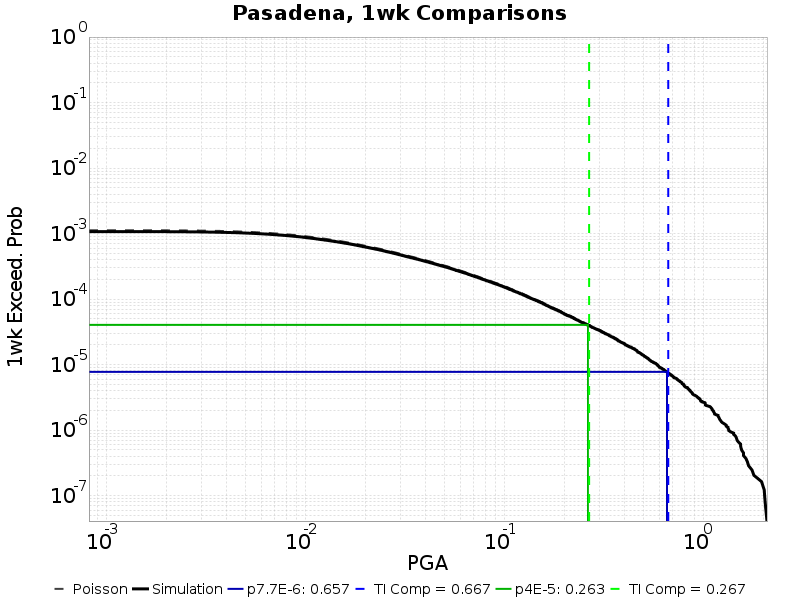 Pasadena, 1wk Comparisons
10^0
10^-1
10^-2
10^-3
10^-4
10^-5
10^-6
10^-7
1wk Exceed. Prob
10^-3 10^-2 10^-1 10^0
PGA
Poisson Simulation p7.7E-6: 0.657 TI Comp = 0.667 p4E-5: 0.263 TI Comp = 0.267